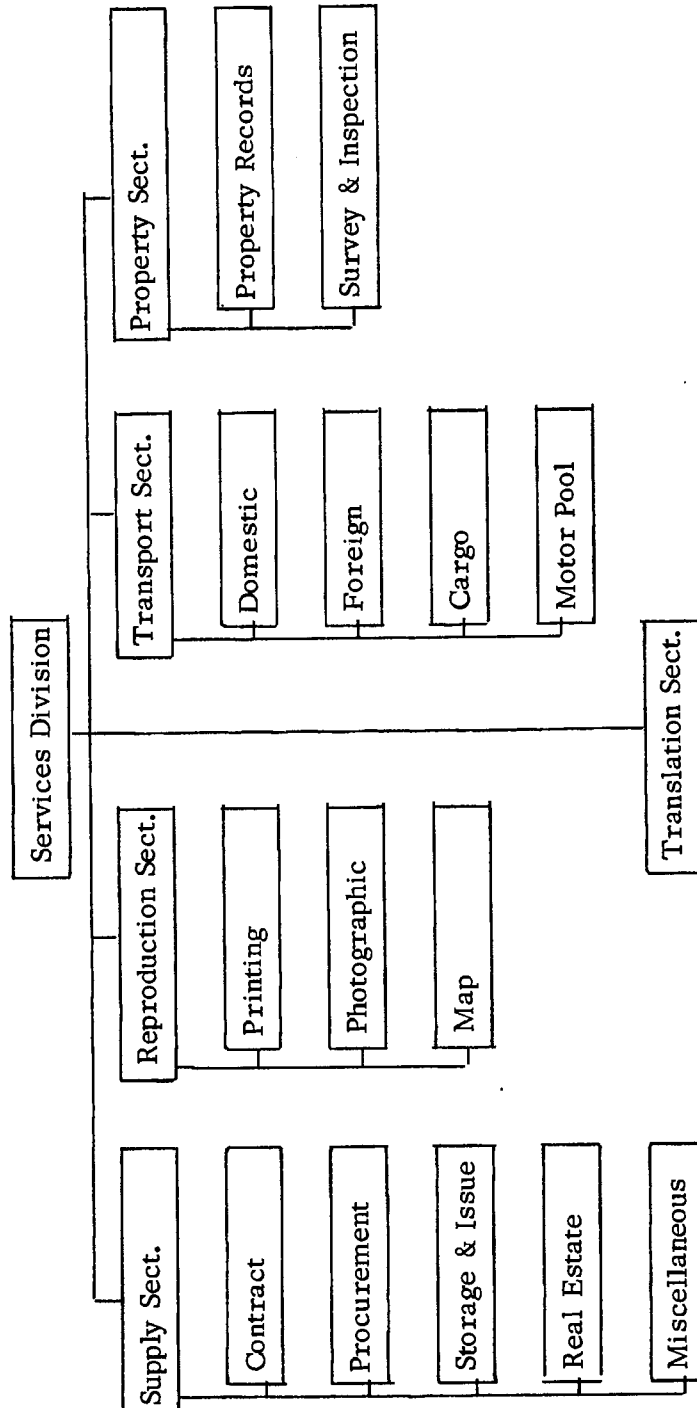 Services Division
Supply Sect.
Contract
Procurement
Storage & Issue
Real Estate
Miscellaneous
Reproduction Sect.
Printing
Photographic
Map
Transport Sect.
Domestic
Foreign
Cargo
Motor Pool
Property Sect.
Property Records
Survey & Inspection
Translation Sect.